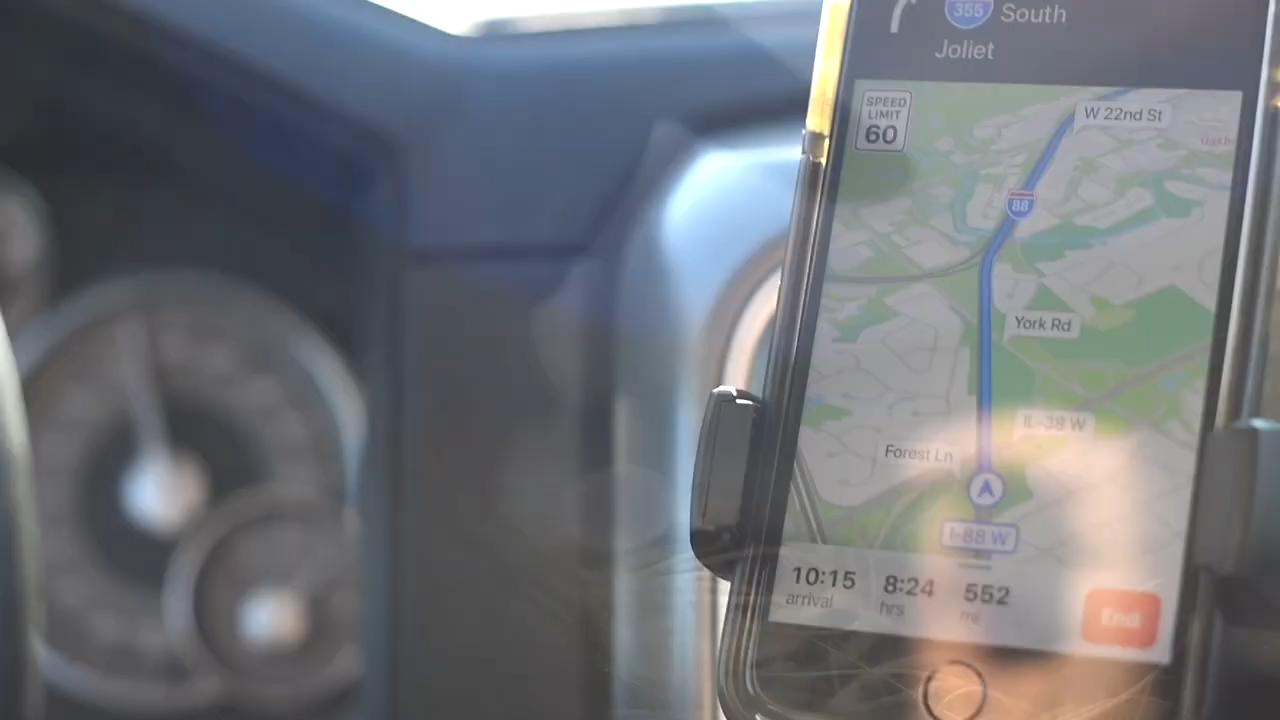 355 South
Joliet
SPEED
LIMIT
60
W 22nd St
88
York Rd
IL-38 W
Forest Ln
I-88 W
10:15 8:24 552
arrival hrs mi
End